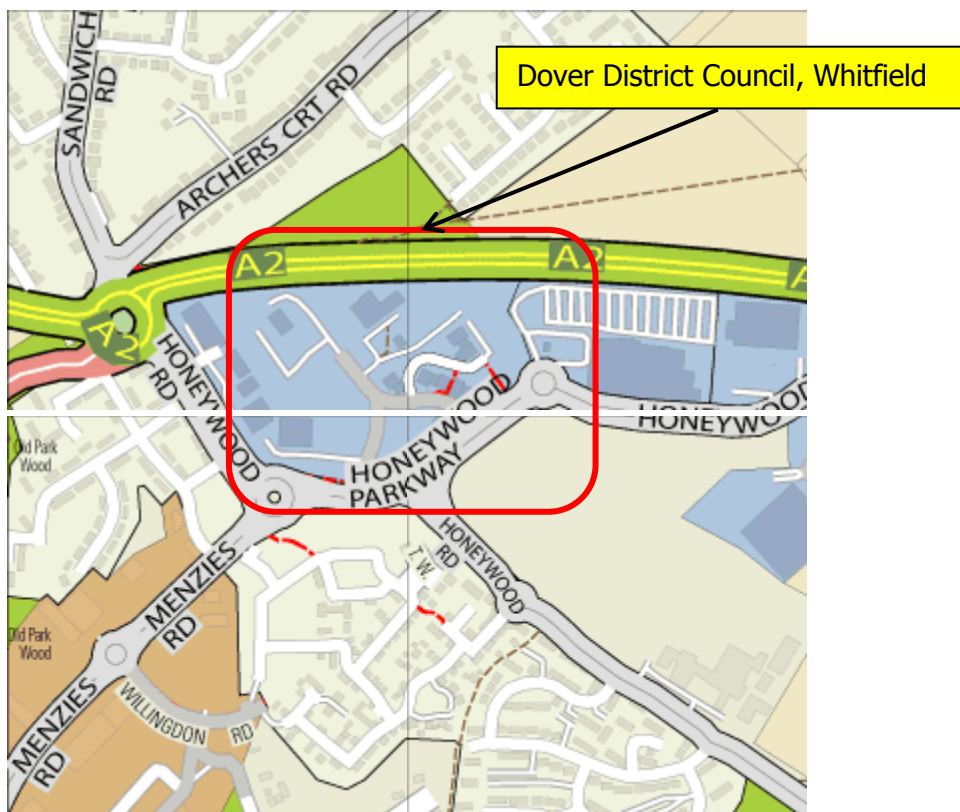 SANDWICH
RD
ARCHERS CRT RD
Dover District Council, Whitfield
A2
A2
A2
HONEYWOOD
RD
HONEYWOOD
PARKWAY
HONEYWOOD
Old Park
Wood
MENZIES
RD
HONEYWOOD
RD
Old Park
Wood
MENZIES
RD
WILLINGDON
RD